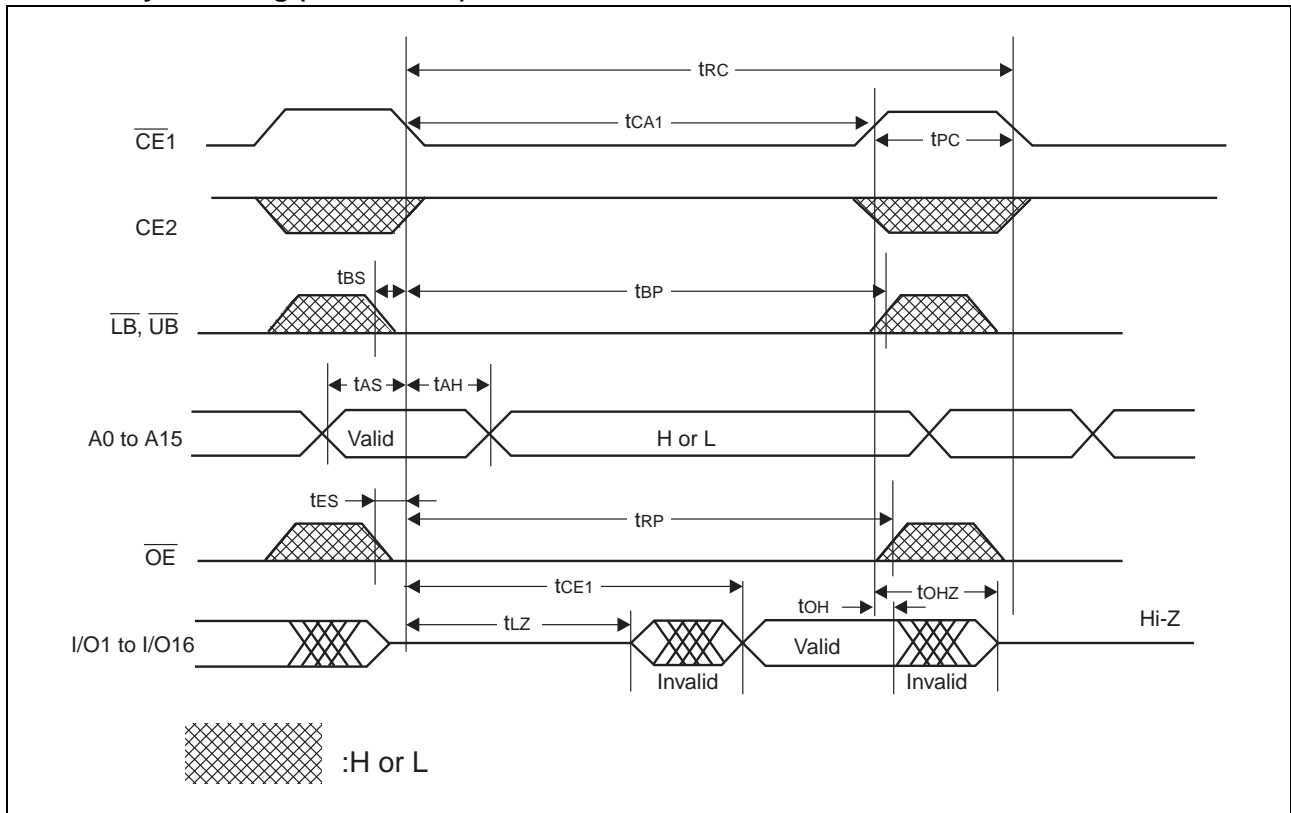 tRC
tCA1
tPC
CE1
CE2
tBS
tBP
LB, UB
tAS
tAH
A0 to A15
Valid
H or L
tES
tRP
OE
tCE1
tOH
tOHZ
tLZ
Hi-Z
I/O1 to I/O16
Valid
Invalid
Invalid
:H or L